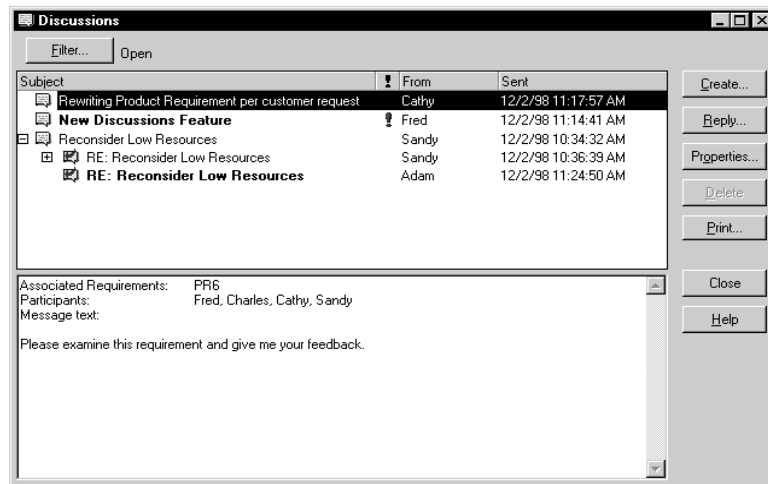 Discussions
Filter... Open
Subject ! From Sent
Rewriting Product Requirement per customer request Cathy 12/2/98 11:17:57 AM
New Discussions Feature ! Fred 12/2/98 11:14:41 AM
Reconsider Low Resources Sandy 12/2/98 10:34:32 AM
RE: Reconsider Low Resources Sandy 12/2/98 10:36:39 AM
RE: Reconsider Low Resources Adam 12/2/98 11:24:50 AM
Create...
Reply...
Properties...
Delete
Print...
Close
Help
Associated Requirements: PR6
Participants: Fred, Charles, Cathy, Sandy
Message text:
Please examine this requirement and give me your feedback.